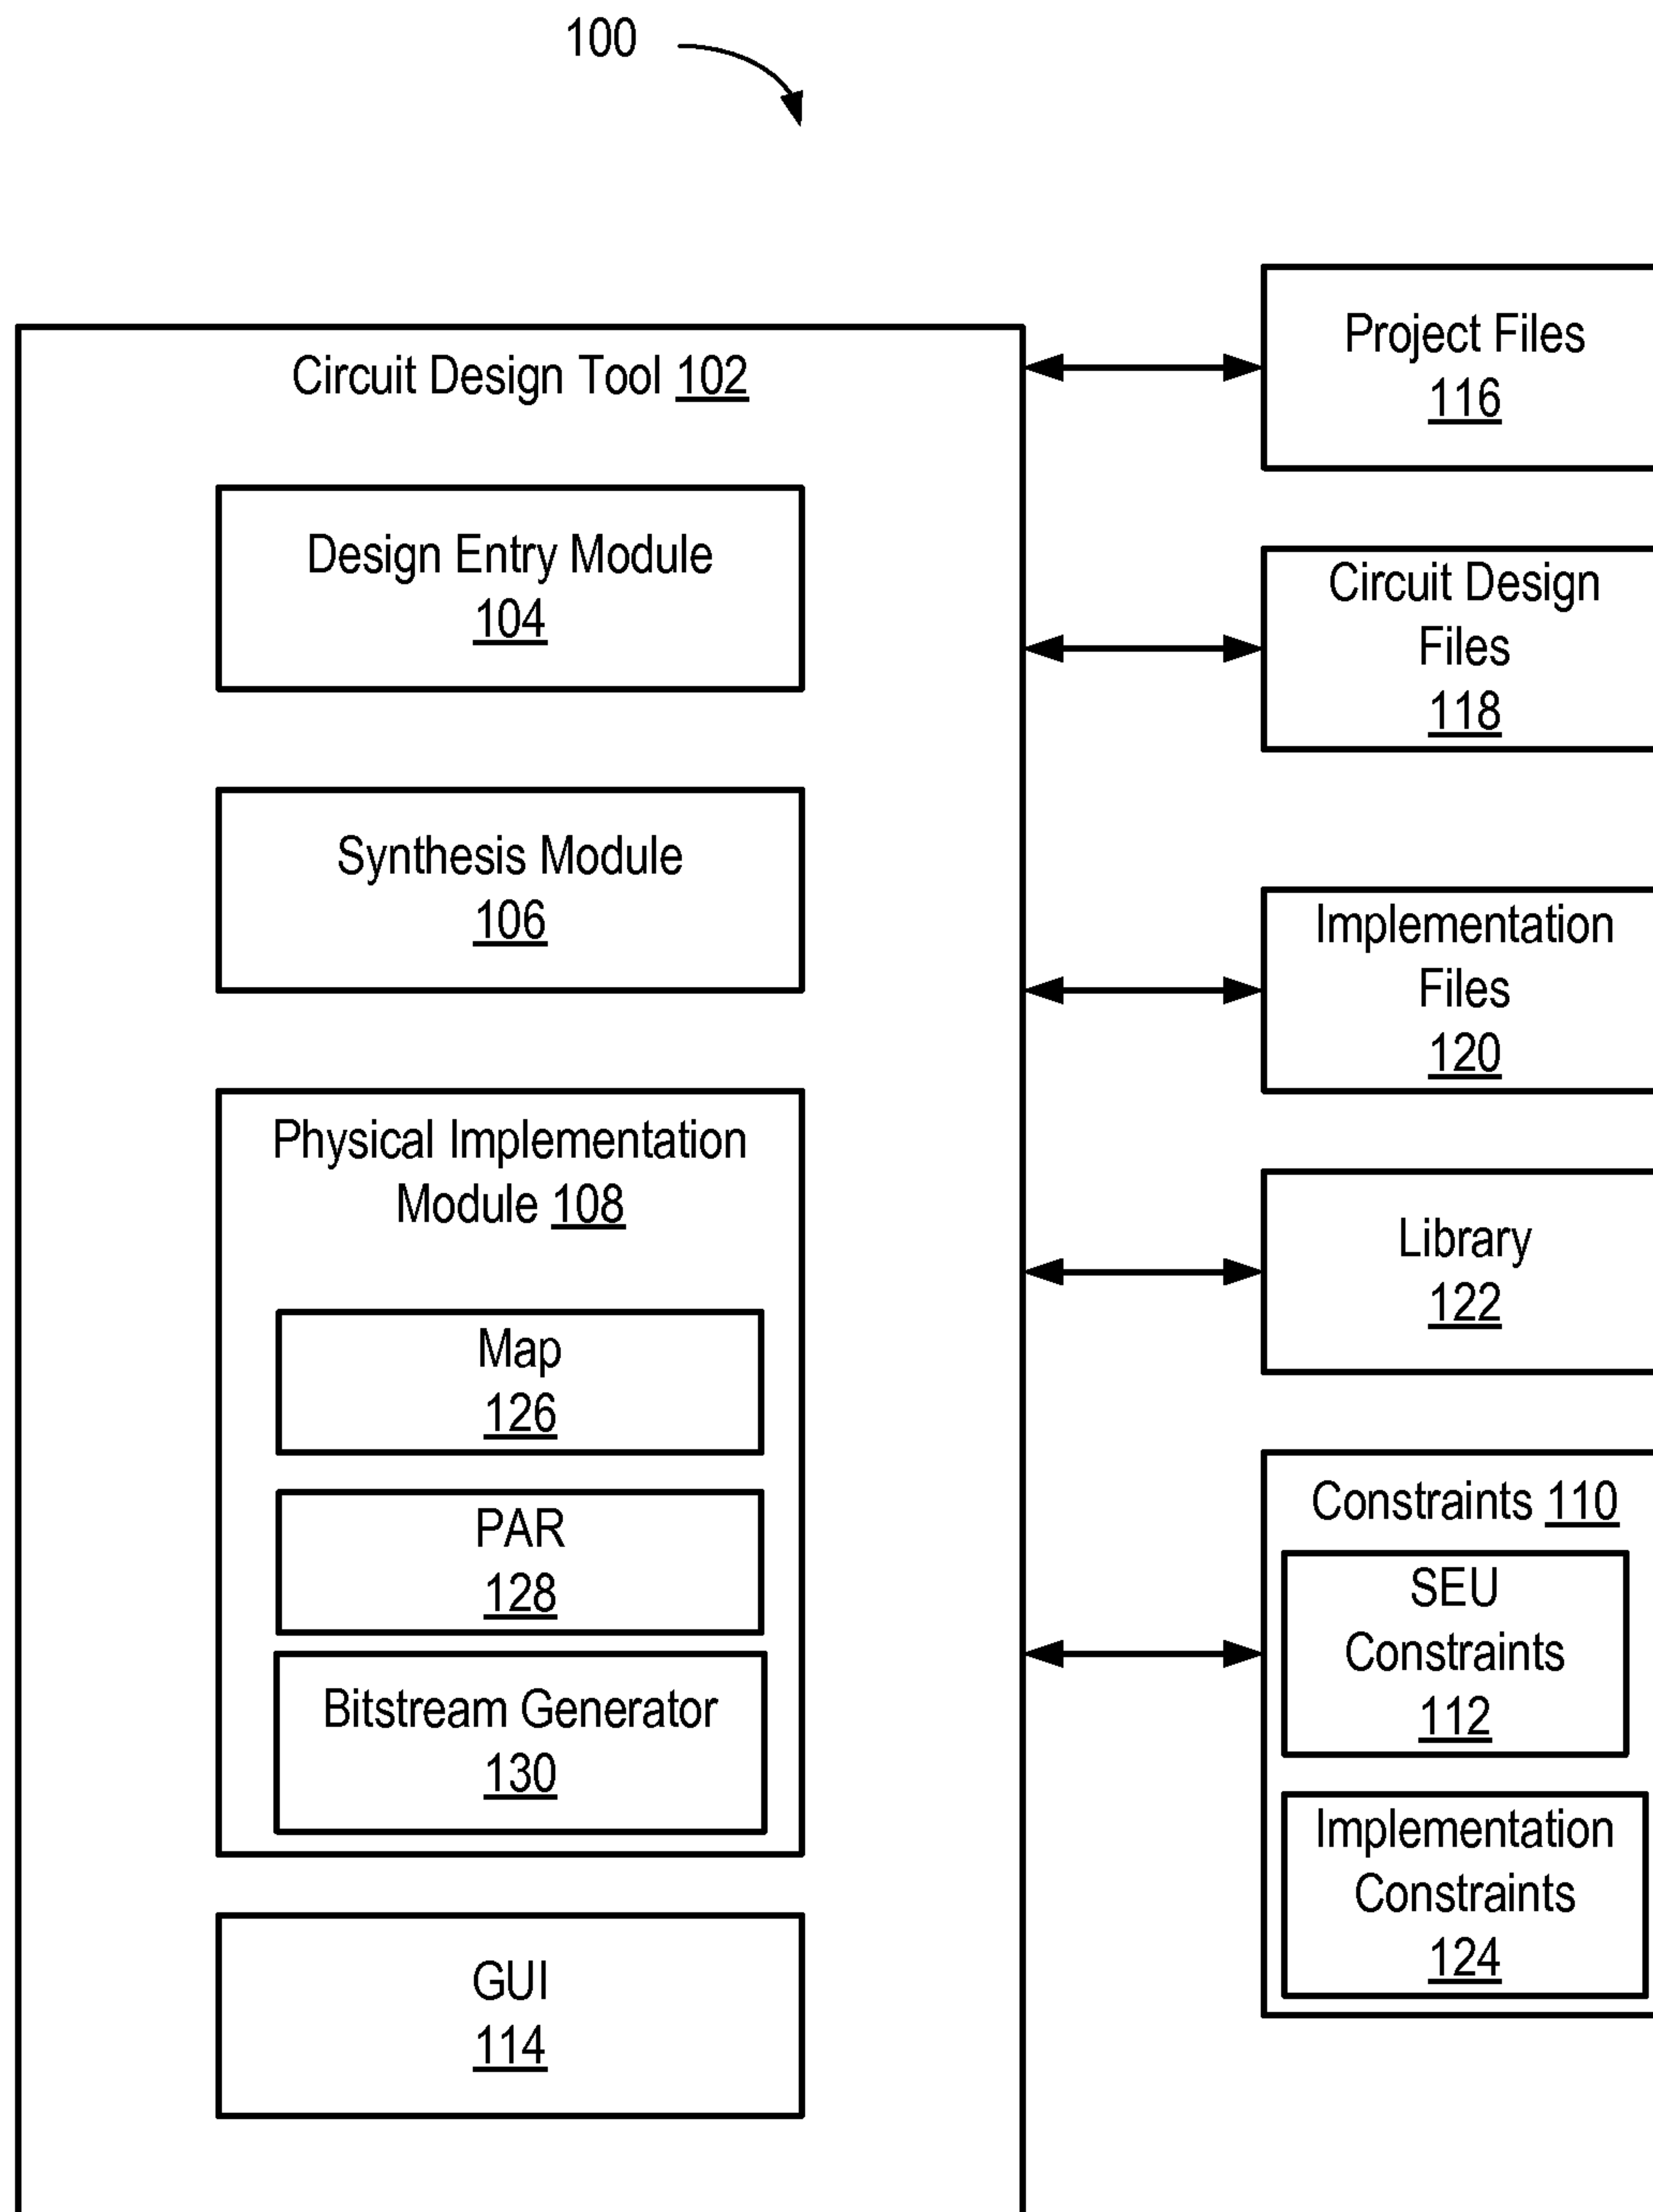 100
Circuit Design Tool 102
Design Entry Module
104
Synthesis Module
106
Physical Implementation
Module 108
Map
126
PAR
128
Bitstream Generator
130
GUI
114
Project Files
116
Circuit Design
Files
118
Implementation
Files
120
Library
122
Constraints 110
SEU
Constraints
112
Implementation
Constraints
124